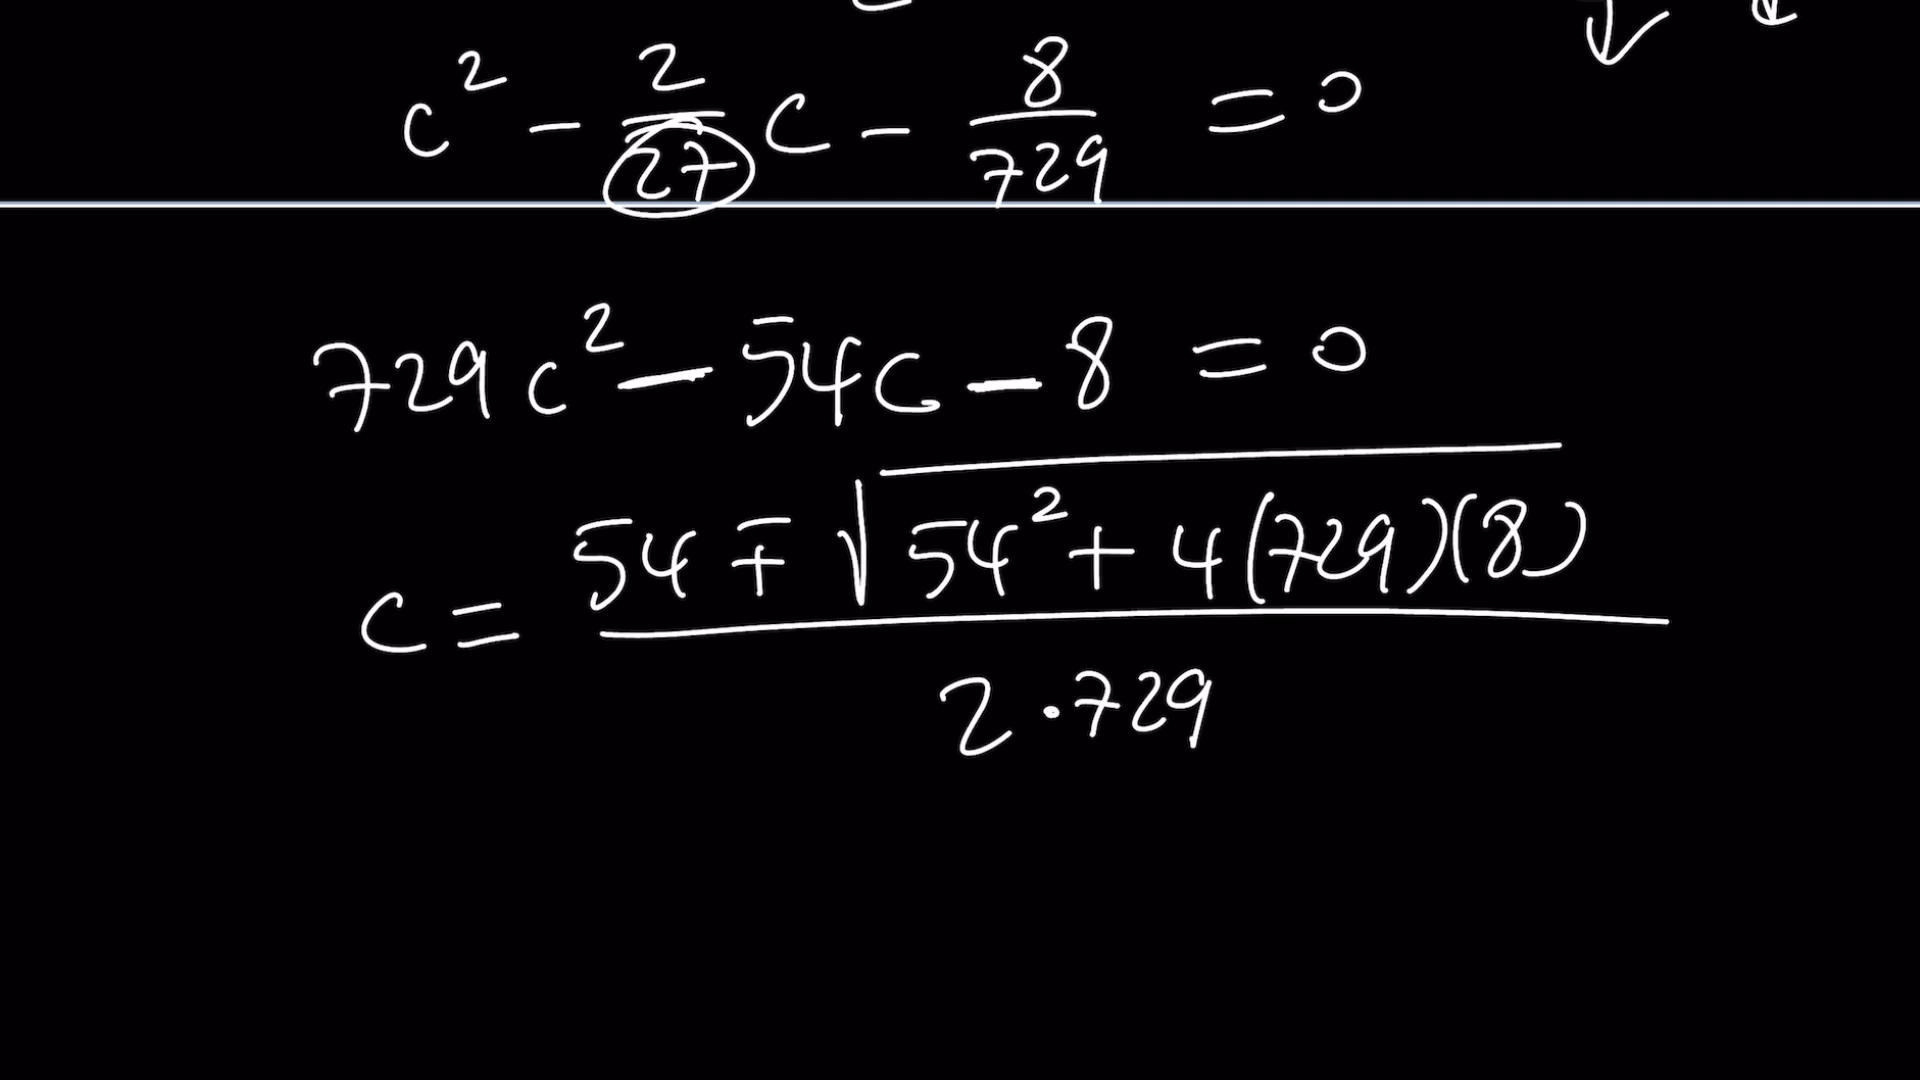 c² - 2/27 c - 8/729 = 0
729c² - 54c - 8 = 0
c = (54 ∓ √(54² + 4(729)(8))) / (2·729)